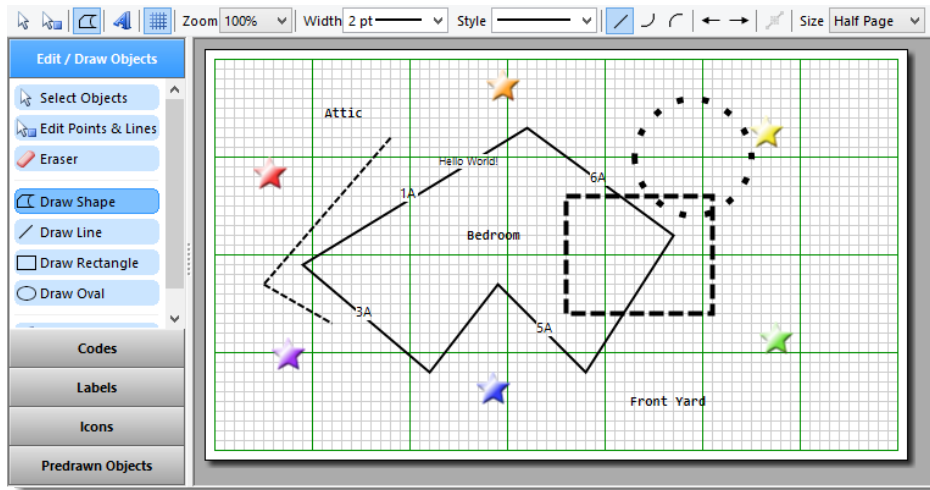 Zoom 100% Width 2 pt Style Size Half Page
Edit / Draw Objects
Select Objects
Edit Points & Lines
Eraser
Draw Shape
Draw Line
Draw Rectangle
Draw Oval
Codes
Labels
Icons
Predrawn Objects
Attic
Hello World!
6A
1A
Bedroom
3A
5A
Front Yard